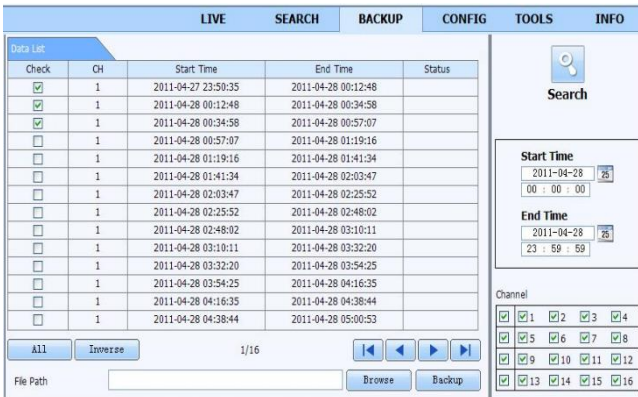 LIVE SEARCH BACKUP CONFIG TOOLS INFO
Data List
Check CH Start Time End Time Status
1 2011-04-27 23:50:35 2011-04-28 00:12:48
1 2011-04-28 00:12:48 2011-04-28 00:34:58
1 2011-04-28 00:34:58 2011-04-28 00:57:07
1 2011-04-28 00:57:07 2011-04-28 01:19:16
1 2011-04-28 01:19:16 2011-04-28 01:41:34
1 2011-04-28 01:41:34 2011-04-28 02:03:47
1 2011-04-28 02:03:47 2011-04-28 02:25:52
1 2011-04-28 02:25:52 2011-04-28 02:48:02
1 2011-04-28 02:48:02 2011-04-28 03:10:11
1 2011-04-28 03:10:11 2011-04-28 03:32:20
1 2011-04-28 03:32:20 2011-04-28 03:54:25
1 2011-04-28 03:54:25 2011-04-28 04:16:35
1 2011-04-28 04:16:35 2011-04-28 04:38:44
1 2011-04-28 04:38:44 2011-04-28 05:00:53
All Inverse 1/16
File Path Browse Backup
Search
Start Time
2011-04-28 25
00 : 00 : 00
End Time
2011-04-28 25
23 : 59 : 59
Channel
1 2 3 4
5 6 7 8
9 10 11 12
13 14 15 16